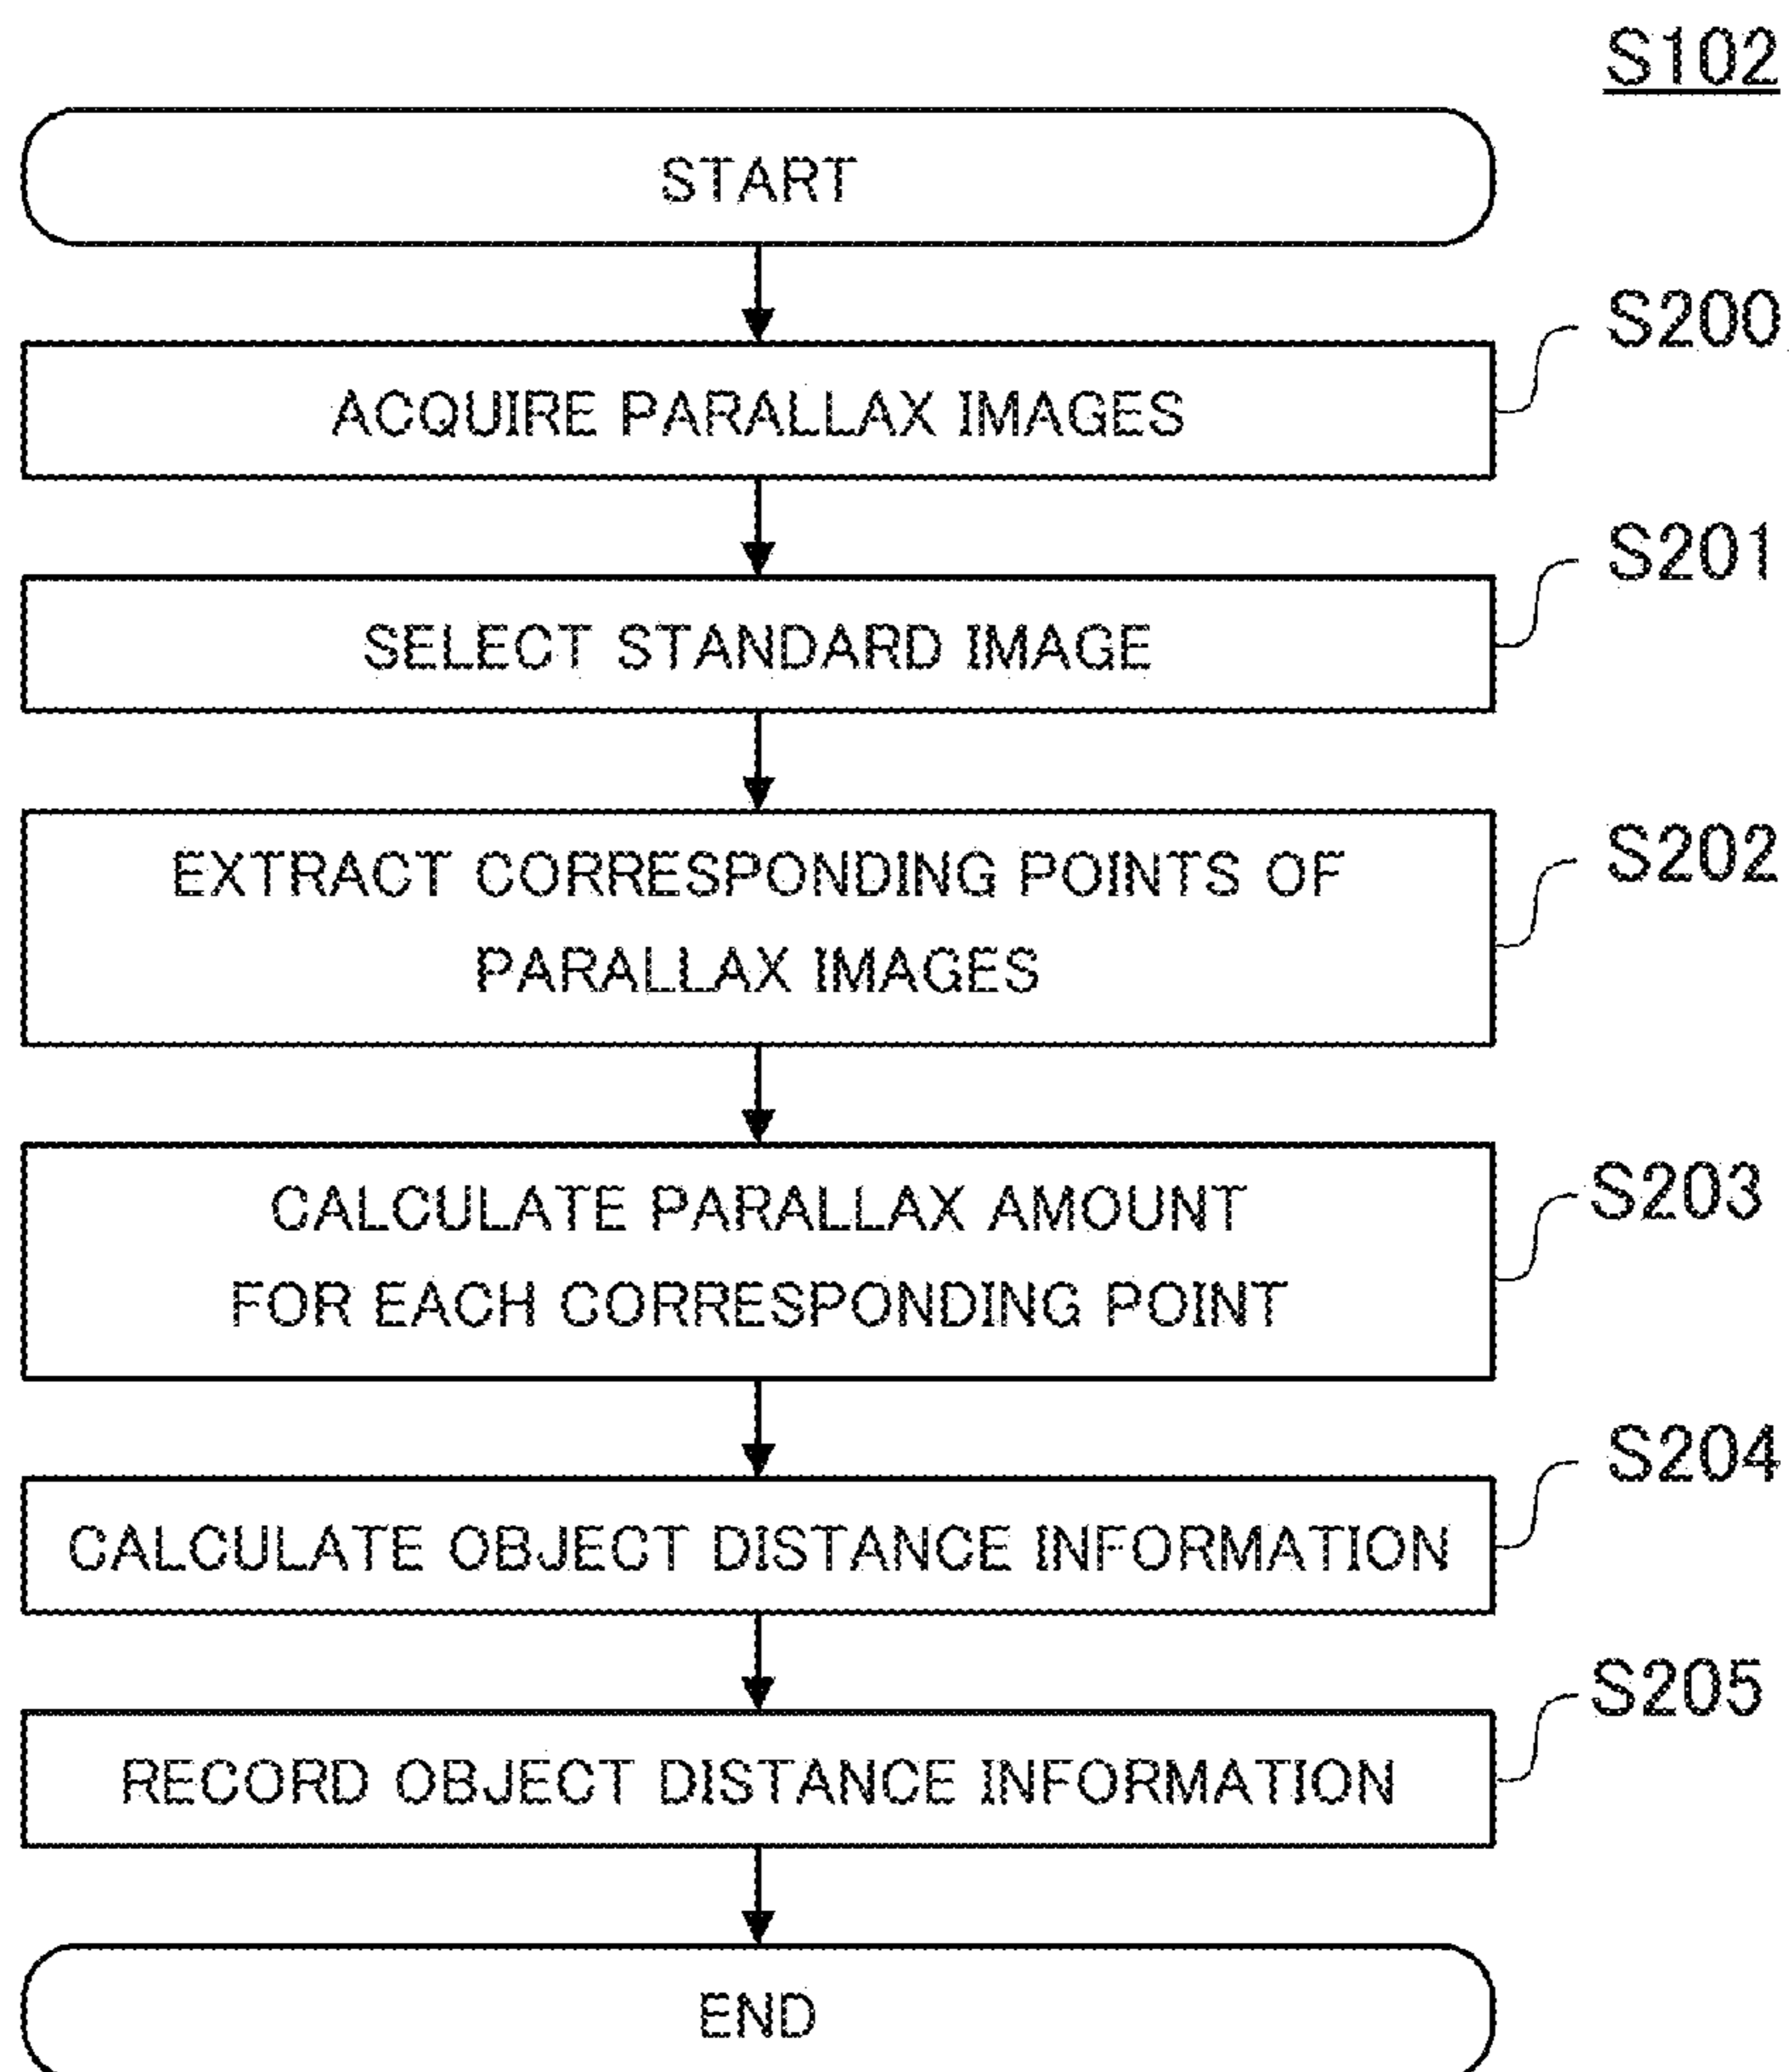 S102
START
S200
ACQUIRE PARALLAX IMAGES
S201
SELECT STANDARD IMAGE
S202
EXTRACT CORRESPONDING POINTS OF
PARALLAX IMAGES
S203
CALCULATE PARALLAX AMOUNT
FOR EACH CORRESPONDING POINT
S204
CALCULATE OBJECT DISTANCE INFORMATION
S205
RECORD OBJECT DISTANCE INFORMATION
END